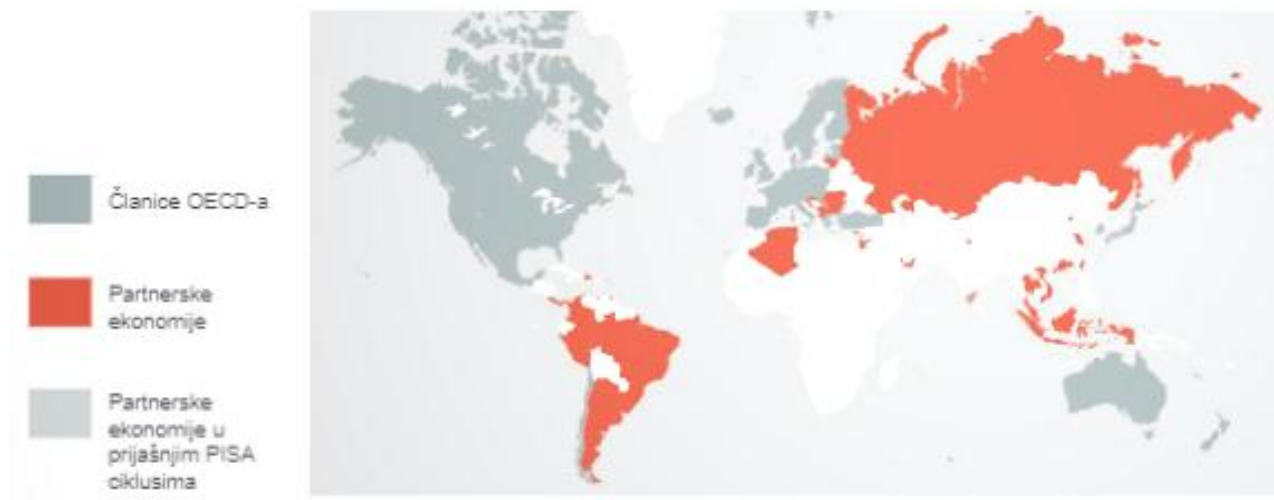 Članice OECD-a
Partnerske
ekonomije
Partnerske
ekonomije u
prijašnjim PISA
ciklusima